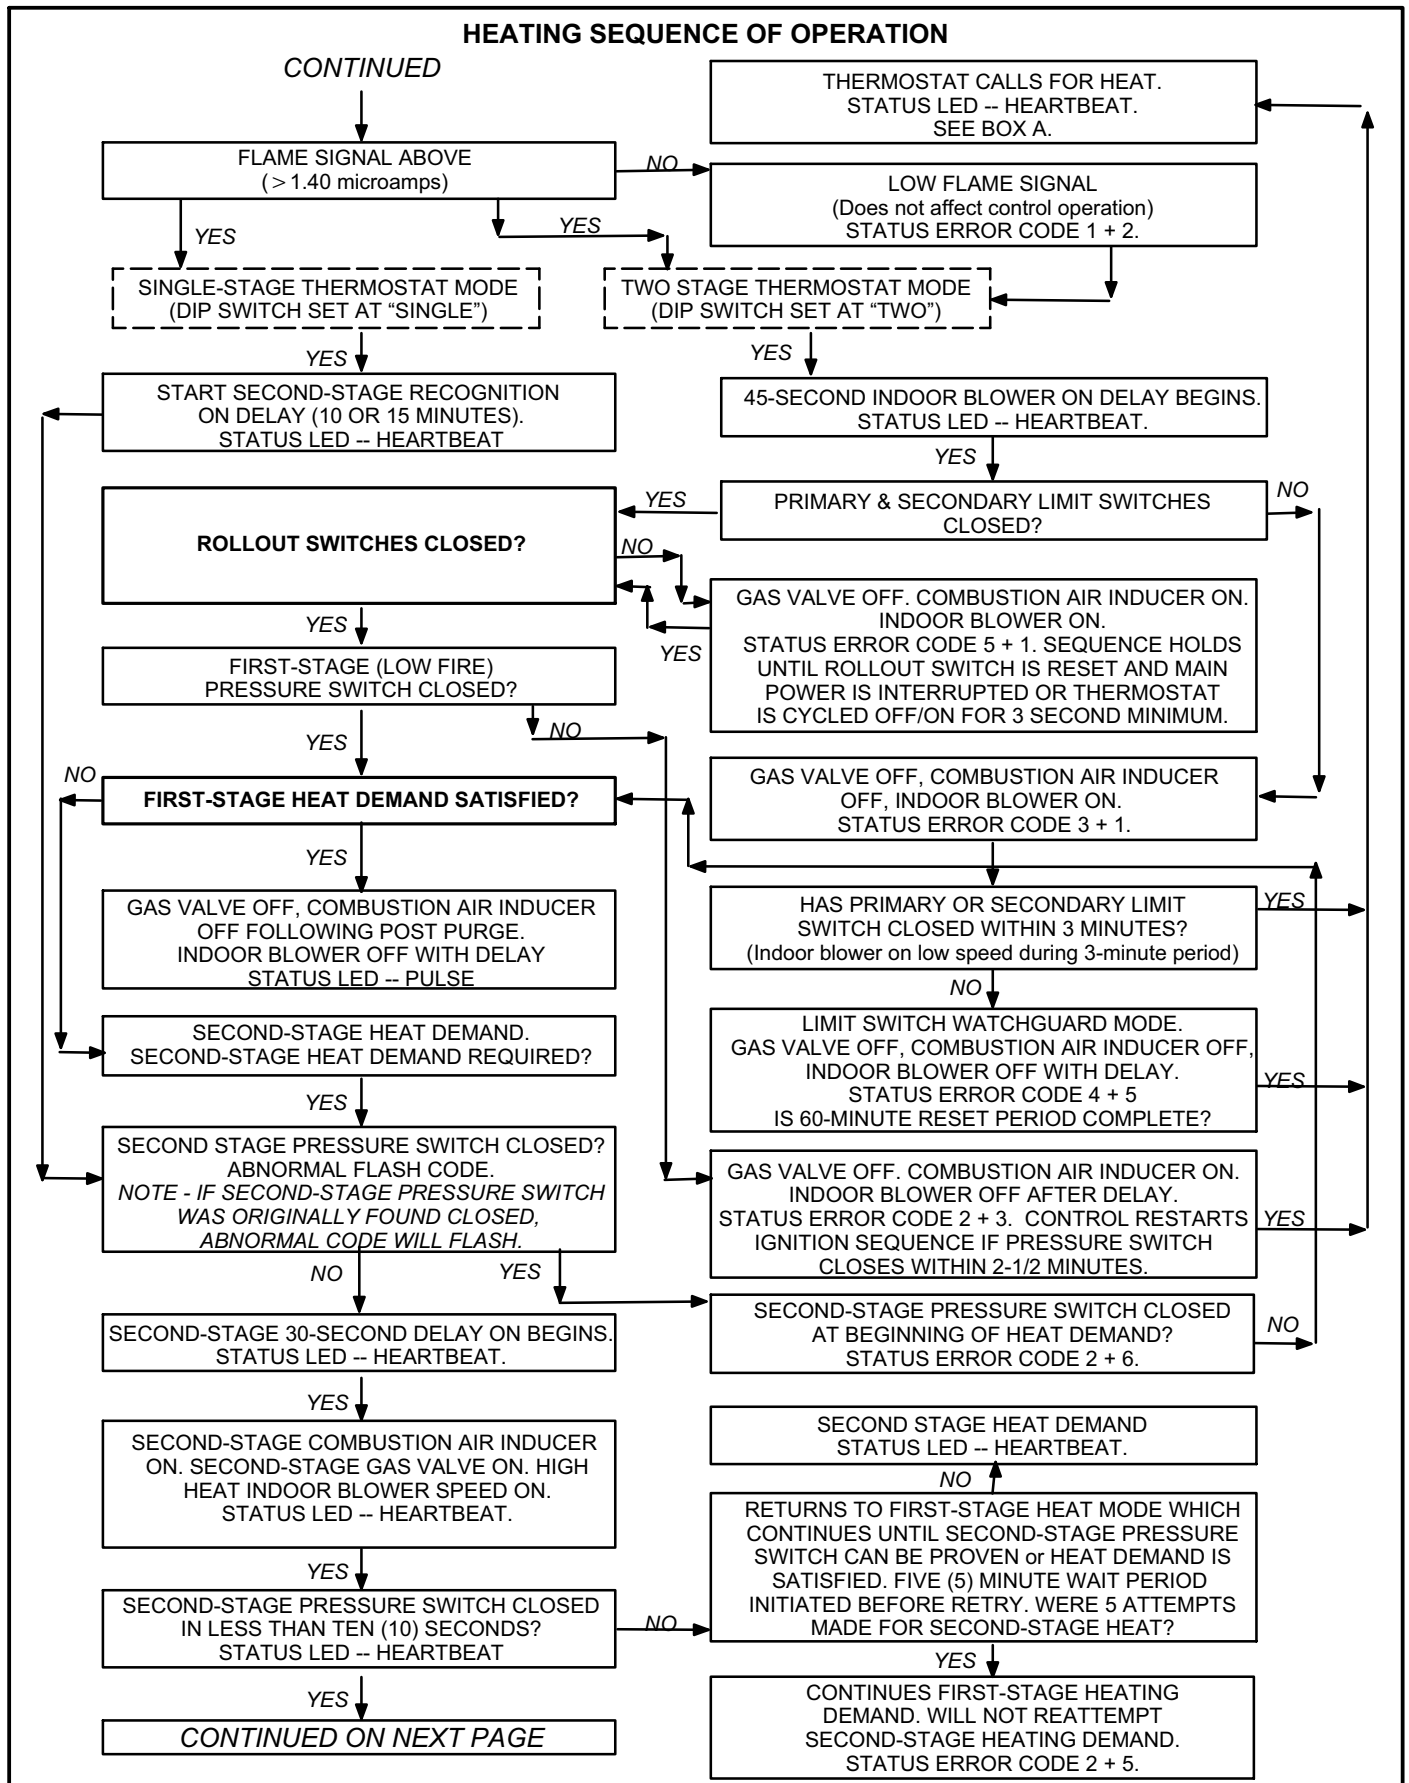 HEATING SEQUENCE OF OPERATION
CONTINUED
THERMOSTAT CALLS FOR HEAT.
STATUS LED -- HEARTBEAT.
SEE BOX A.
FLAME SIGNAL ABOVE
(>1.40 microamps)
NO
LOW FLAME SIGNAL
(Does not affect control operation)
STATUS ERROR CODE 1 + 2.
YES
YES
SINGLE-STAGE THERMOSTAT MODE
(DIP SWITCH SET AT “SINGLE”)
TWO STAGE THERMOSTAT MODE
(DIP SWITCH SET AT “TWO”)
YES
YES
START SECOND-STAGE RECOGNITION
ON DELAY (10 OR 15 MINUTES).
STATUS LED -- HEARTBEAT
45-SECOND INDOOR BLOWER ON DELAY BEGINS.
STATUS LED -- HEARTBEAT.
YES
PRIMARY & SECONDARY LIMIT SWITCHES
CLOSED?
YES
NO
ROLLOUT SWITCHES CLOSED?
NO
GAS VALVE OFF. COMBUSTION AIR INDUCER ON.
INDOOR BLOWER ON.
STATUS ERROR CODE 5 + 1. SEQUENCE HOLDS
UNTIL ROLLOUT SWITCH IS RESET AND MAIN
POWER IS INTERRUPTED OR THERMOSTAT
IS CYCLED OFF/ON FOR 3 SECOND MINIMUM.
YES
YES
FIRST-STAGE (LOW FIRE)
PRESSURE SWITCH CLOSED?
NO
YES
GAS VALVE OFF, COMBUSTION AIR INDUCER
OFF, INDOOR BLOWER ON.
STATUS ERROR CODE 3 + 1.
NO
FIRST-STAGE HEAT DEMAND SATISFIED?
YES
GAS VALVE OFF, COMBUSTION AIR INDUCER
OFF FOLLOWING POST PURGE.
INDOOR BLOWER OFF WITH DELAY
STATUS LED -- PULSE
HAS PRIMARY OR SECONDARY LIMIT
SWITCH CLOSED WITHIN 3 MINUTES?
(Indoor blower on low speed during 3-minute period)
YES
NO
SECOND-STAGE HEAT DEMAND.
SECOND-STAGE HEAT DEMAND REQUIRED?
LIMIT SWITCH WATCHGUARD MODE.
GAS VALVE OFF, COMBUSTION AIR INDUCER OFF,
INDOOR BLOWER OFF WITH DELAY.
STATUS ERROR CODE 4 + 5
IS 60-MINUTE RESET PERIOD COMPLETE?
YES
YES
SECOND STAGE PRESSURE SWITCH CLOSED?
ABNORMAL FLASH CODE.
NOTE - IF SECOND-STAGE PRESSURE SWITCH
WAS ORIGINALLY FOUND CLOSED,
ABNORMAL CODE WILL FLASH.
GAS VALVE OFF. COMBUSTION AIR INDUCER ON.
INDOOR BLOWER OFF AFTER DELAY.
STATUS ERROR CODE 2 + 3. CONTROL RESTARTS
IGNITION SEQUENCE IF PRESSURE SWITCH
CLOSES WITHIN 2-1/2 MINUTES.
YES
NO
YES
SECOND-STAGE PRESSURE SWITCH CLOSED
AT BEGINNING OF HEAT DEMAND?
STATUS ERROR CODE 2 + 6.
NO
SECOND-STAGE 30-SECOND DELAY ON BEGINS.
STATUS LED -- HEARTBEAT.
YES
SECOND-STAGE COMBUSTION AIR INDUCER
ON. SECOND-STAGE GAS VALVE ON. HIGH
HEAT INDOOR BLOWER SPEED ON.
STATUS LED -- HEARTBEAT.
SECOND STAGE HEAT DEMAND
STATUS LED -- HEARTBEAT.
NO
RETURNS TO FIRST-STAGE HEAT MODE WHICH
CONTINUES UNTIL SECOND-STAGE PRESSURE
SWITCH CAN BE PROVEN or HEAT DEMAND IS
SATISFIED. FIVE (5) MINUTE WAIT PERIOD
INITIATED BEFORE RETRY. WERE 5 ATTEMPTS
MADE FOR SECOND-STAGE HEAT?
YES
SECOND-STAGE PRESSURE SWITCH CLOSED
IN LESS THAN TEN (10) SECONDS?
STATUS LED -- HEARTBEAT
NO
YES
YES
CONTINUED ON NEXT PAGE
CONTINUES FIRST-STAGE HEATING
DEMAND. WILL NOT REATTEMPT
SECOND-STAGE HEATING DEMAND.
STATUS ERROR CODE 2 + 5.